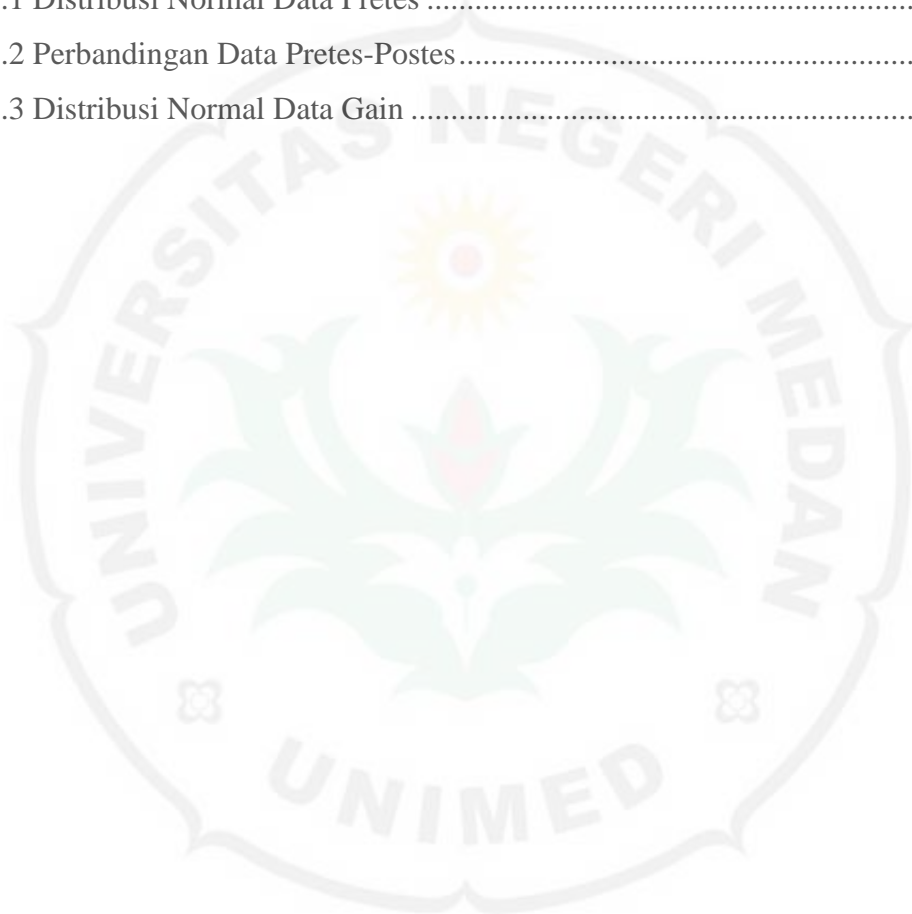 .1 Distribusi Normal Data Pretes ..............................................................
.2 Perbandingan Data Pretes-Postes ..........................................................
.3 Distribusi Normal Data Gain ................................................................
UNIVERSITAS NEGERI MEDAN
UNIMED